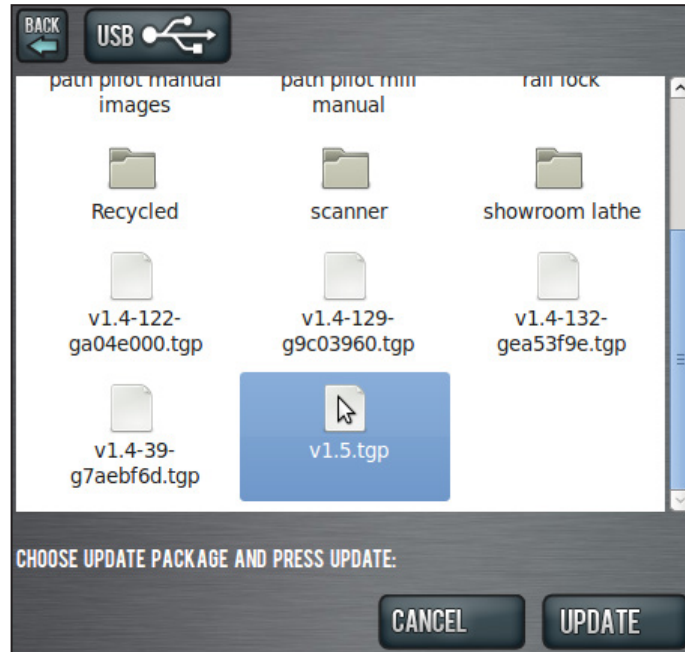 BACK
USB
path pilot manual images
path pilot mill manual
rail lock
Recycled
scanner
showroom lathe
v1.4-122-
ga04e000.tgp
v1.4-129-
g9c03960.tgp
v1.4-132-
gea53f9e.tgp
v1.4-39-
g7aebf6d.tgp
v1.5.tgp
CHOOSE UPDATE PACKAGE AND PRESS UPDATE:
CANCEL
UPDATE